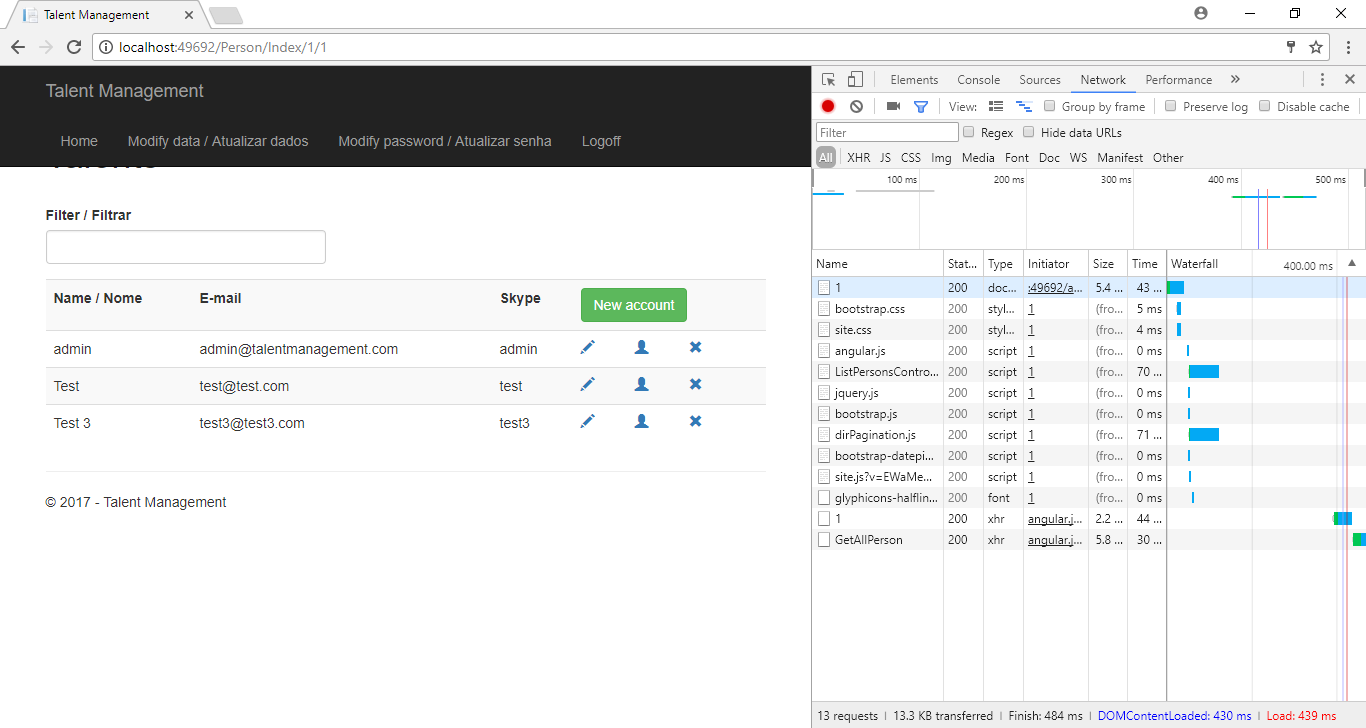 Talent Management
localhost:49692/Person/Index/1/1
Talent Management
Home Modify data / Atualizar dados Modify password / Atualizar senha Logoff
Filter / Filtrar
Name / Nome E-mail Skype New account
admin admin@talentmanagement.com admin
Test test@test.com test
Test 3 test3@test3.com test3
© 2017 - Talent Management
Elements Console Sources Network Performance »
View: Group by frame Preserve log Disable cache
Filter Regex Hide data URLs
All XHR JS CSS Img Media Font Doc WS Manifest Other
100 ms 200 ms 300 ms 400 ms 500 ms
Name Stat... Type Initiator Size Time Waterfall 400.00 ms
1 200 doc... :49692/a... 5.4 ... 43 ...
bootstrap.css 200 styl... 1 (fro... 5 ms
site.css 200 styl... 1 (fro... 4 ms
angular.js 200 script 1 (fro... 0 ms
ListPersonsContro... 200 script 1 (fro... 70 ...
jquery.js 200 script 1 (fro... 0 ms
bootstrap.js 200 script 1 (fro... 0 ms
dirPagination.js 200 script 1 (fro... 71 ...
bootstrap-datepi... 200 script 1 (fro... 0 ms
site.js?v=EWaMe... 200 script 1 (fro... 0 ms
glyphicons-halflin... 200 font 1 (fro... 0 ms
1 200 xhr angular.j... 2.2 ... 44 ...
GetAllPerson 200 xhr angular.j... 5.8 ... 30 ...
13 requests | 13.3 KB transferred | Finish: 484 ms | DOMContentLoaded: 430 ms | Load: 439 ms